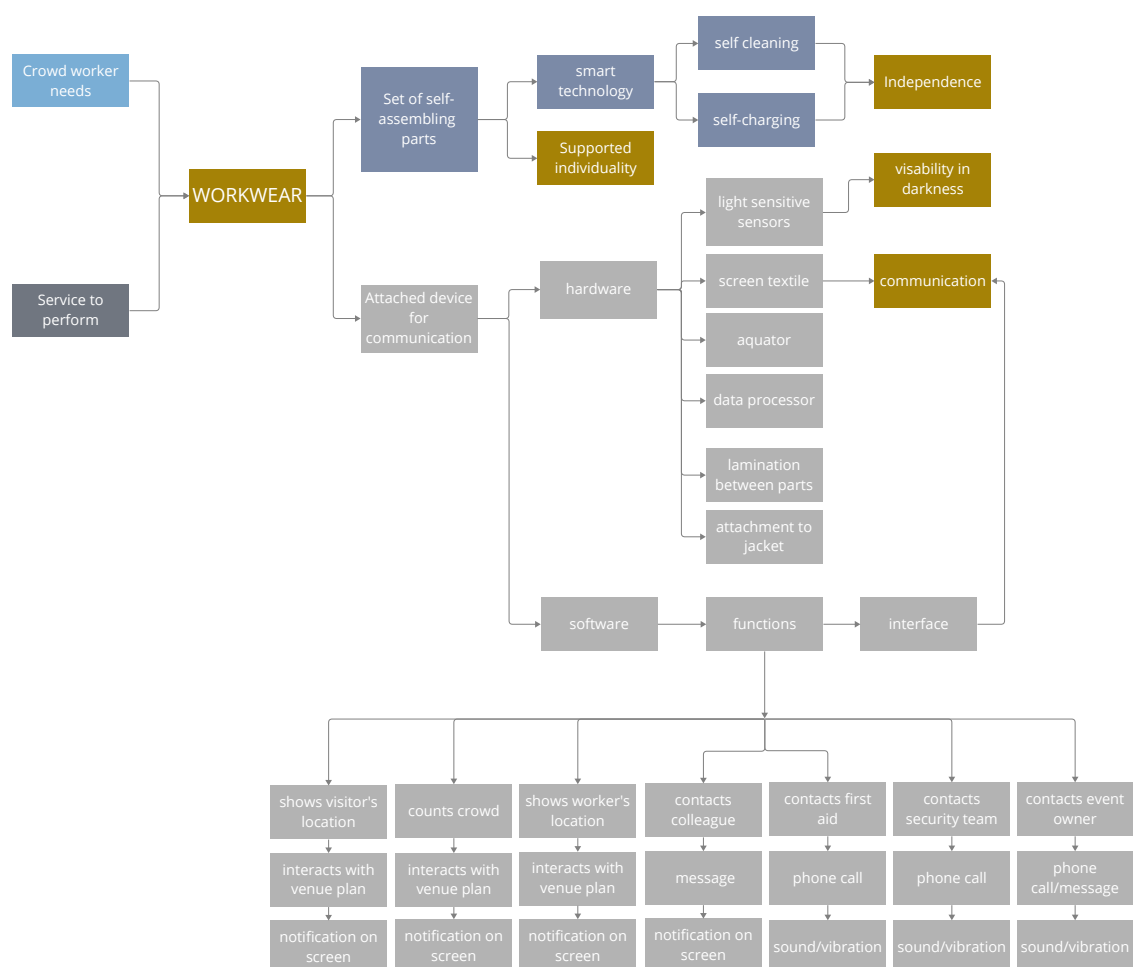 Crowd worker
needs
Service to
perform
WORKWEAR
Set of self-
assembling
parts
Attached device
for
communication
smart
technology
Supported
individuality
self cleaning
self-charging
Independence
hardware
light sensitive
sensors
visability in
darkness
screen textile
communication
aquator
data processor
lamination
between parts
attachment to
jacket
software
functions
interface
shows visitor's
location
counts crowd
shows worker's
location
contacts
colleague
contacts first
aid
contacts
security team
contacts event
owner
interacts with
venue plan
interacts with
venue plan
interacts with
venue plan
message
phone call
phone call
phone
call/message
notification on
screen
notification on
screen
notification on
screen
notification on
screen
sound/vibration
sound/vibration
sound/vibration